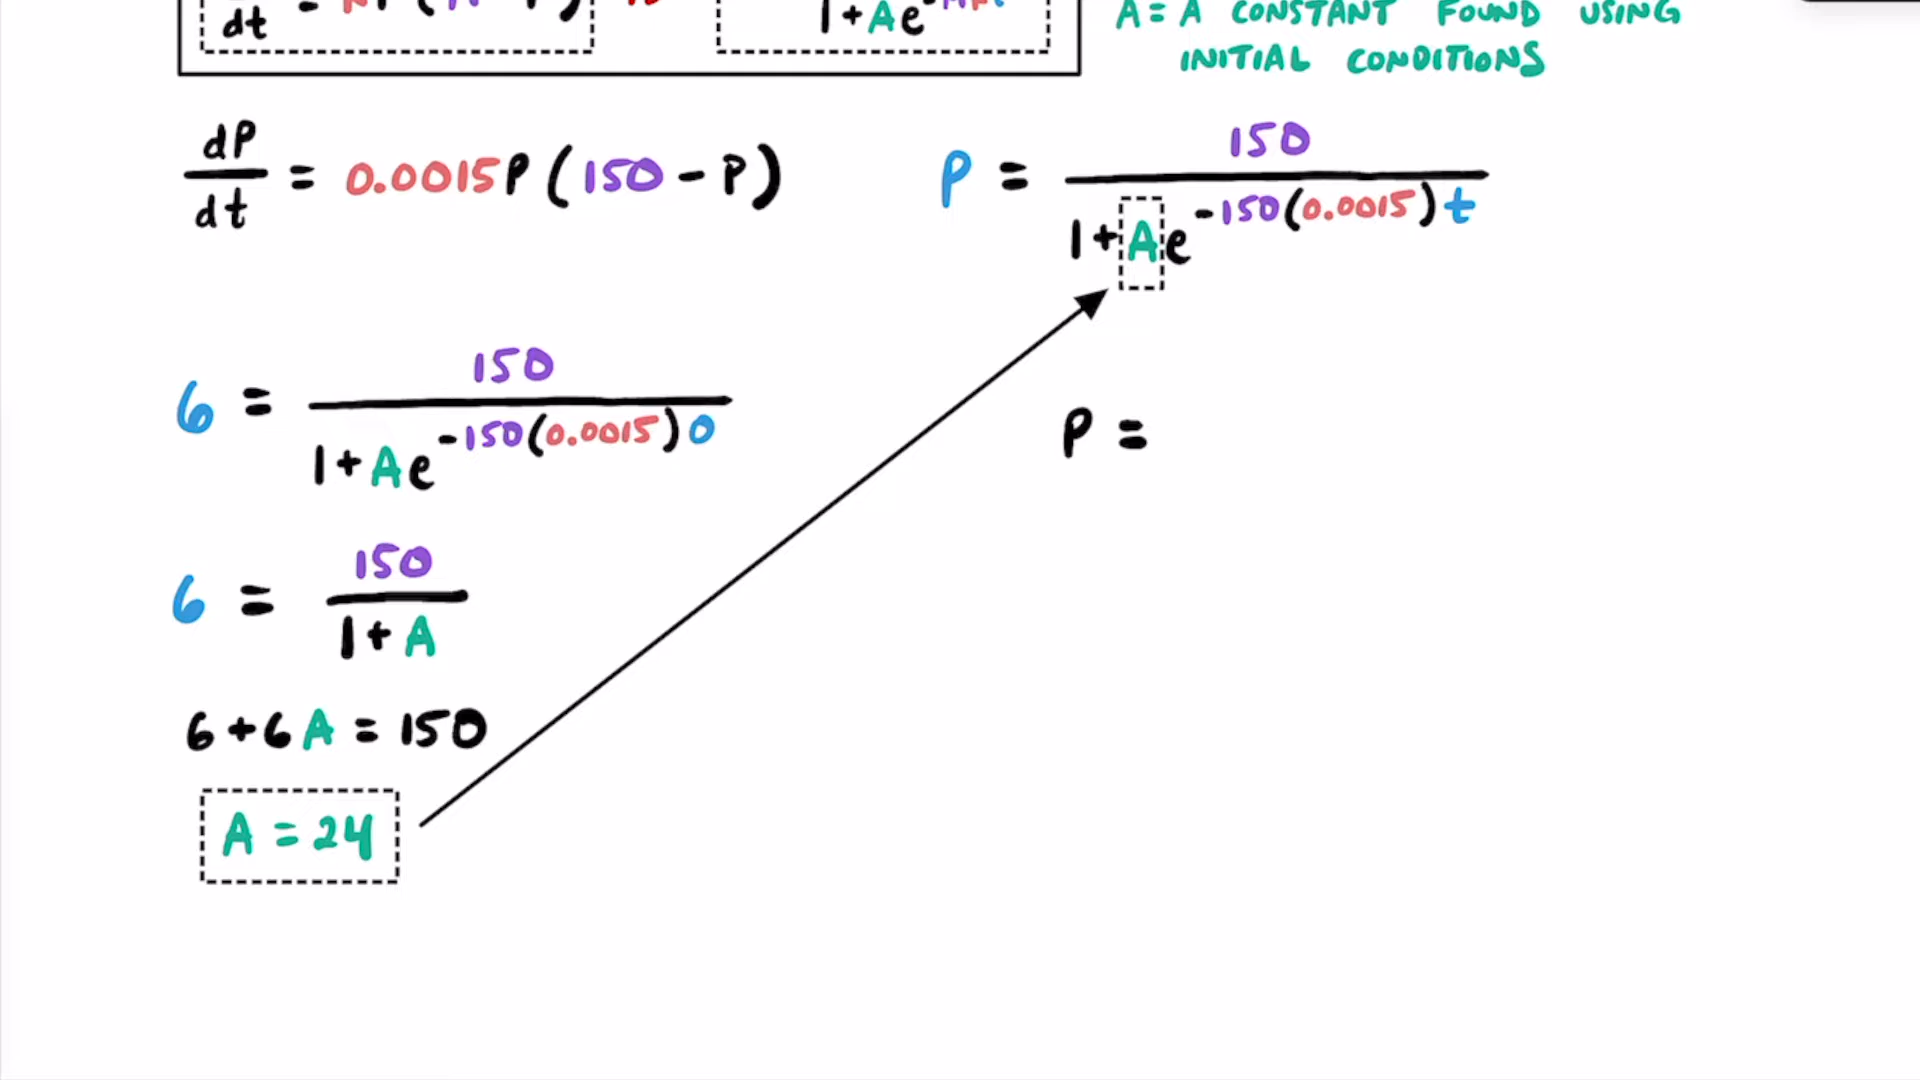 dt
1 + Ae
A = A CONSTANT FOUND USING
INITIAL CONDITIONS
dP/dt = 0.0015P(150 - P)
P = 150/(1 + Ae^(-150(0.0015)t))
6 = 150/(1 + Ae^(-150(0.0015)0))
P =
6 = 150/(1 + A)
6 + 6A = 150
A = 24